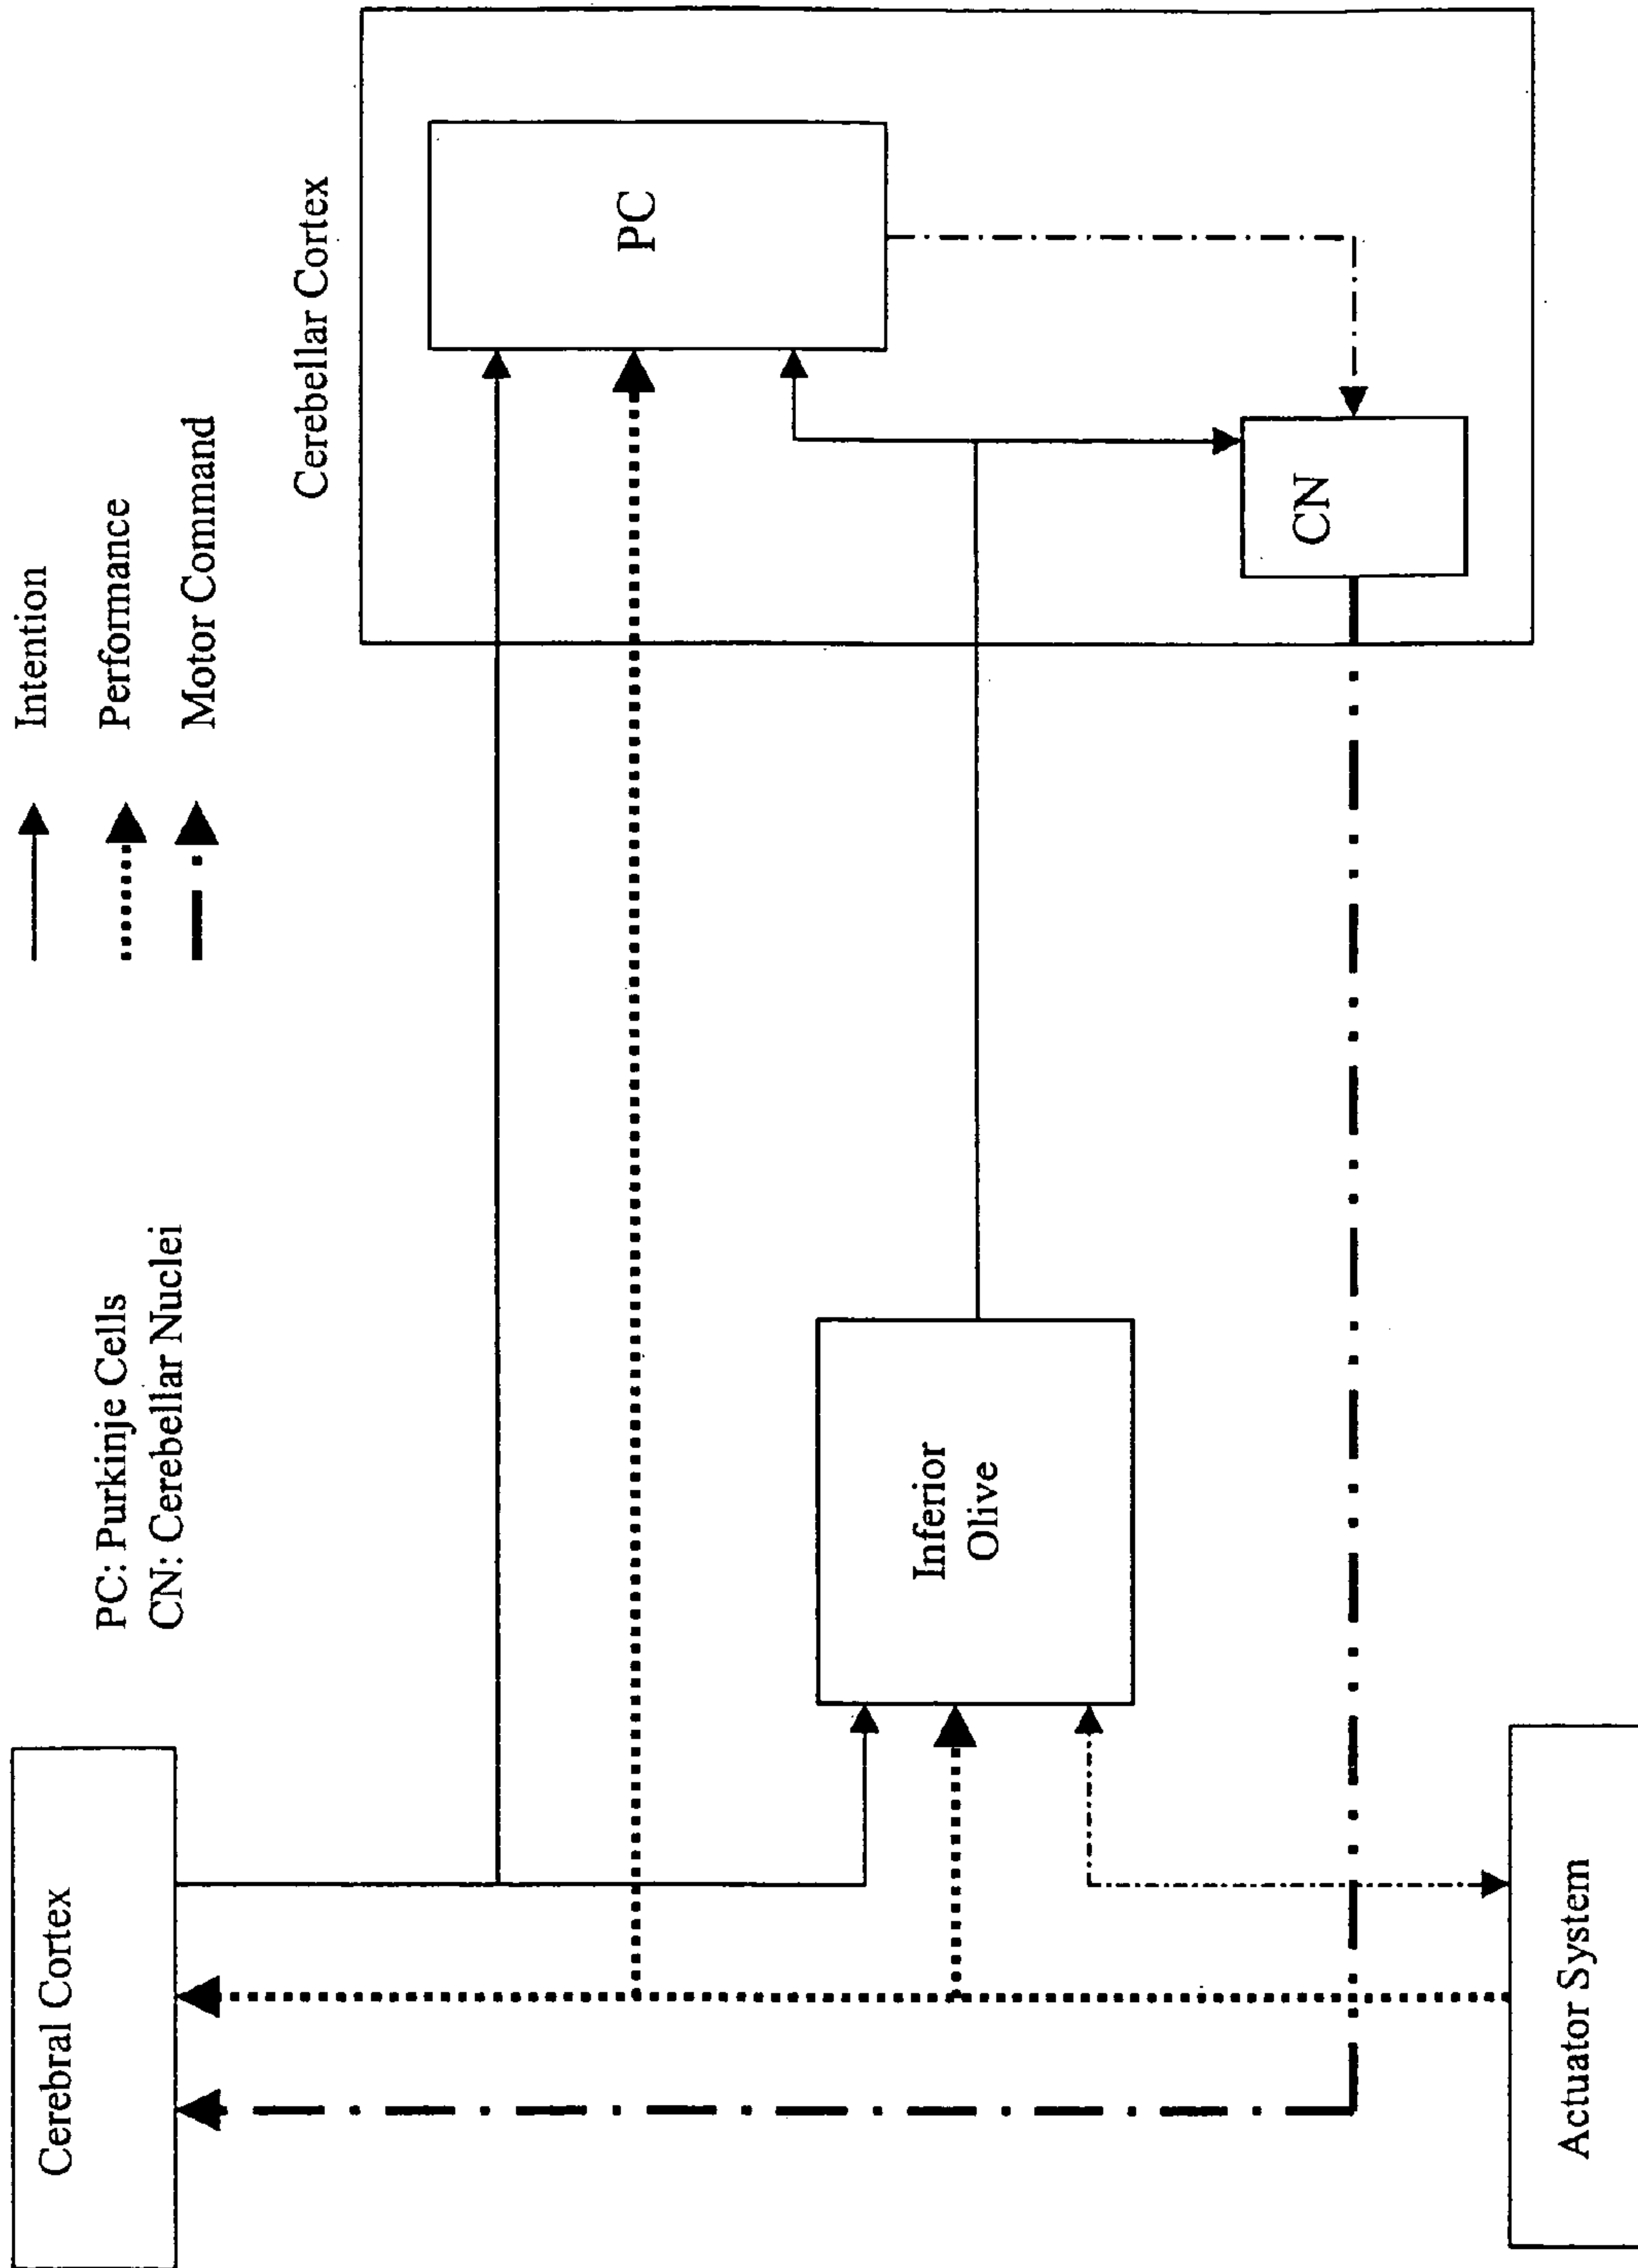 Intention
Performance
Motor Command
PC: Purkinje Cells
CN: Cerebellar Nuclei
Cerebral Cortex
Cerebellar Cortex
PC
CN
Inferior
Olive
Actuator System